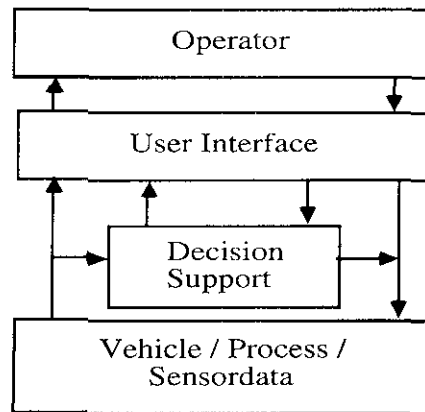 Operator
User Interface
Decision
Support
Vehicle / Process /
Sensordata